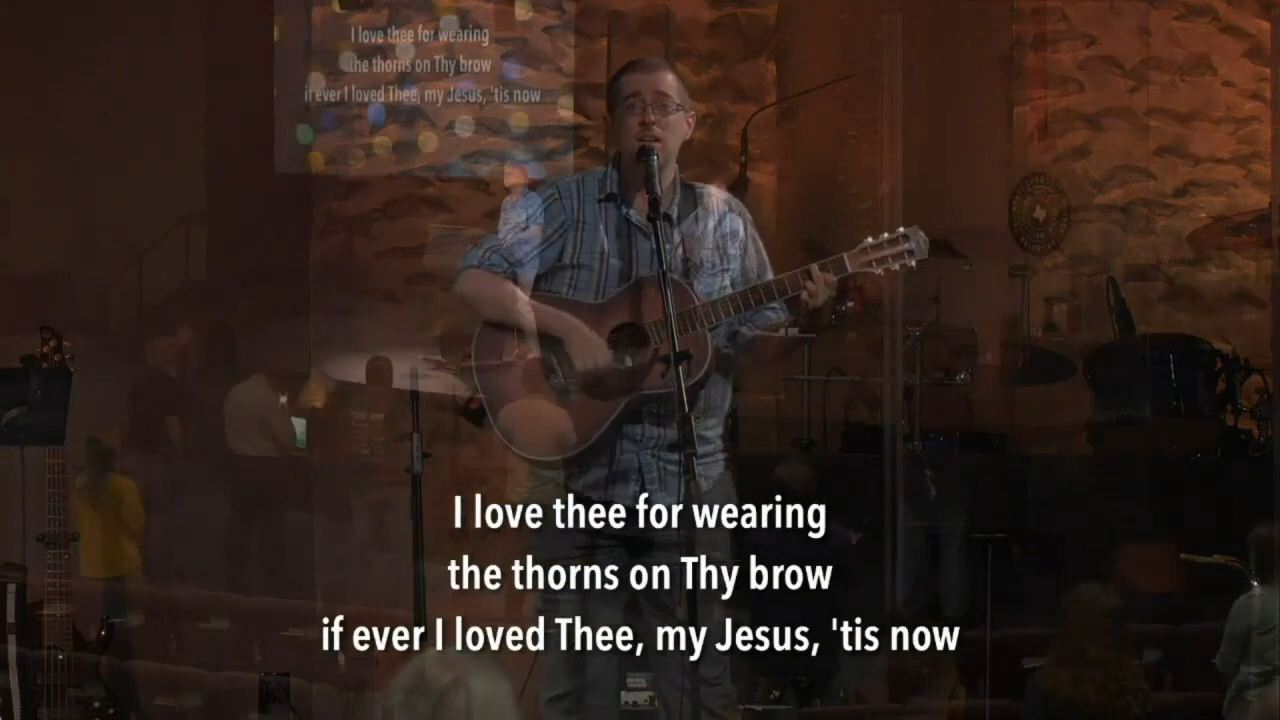 I love thee for wearing
the thorns on Thy brow
if ever I loved Thee, my Jesus, 'tis now
I love thee for wearing
the thorns on Thy brow
if ever I loved Thee, my Jesus, 'tis now